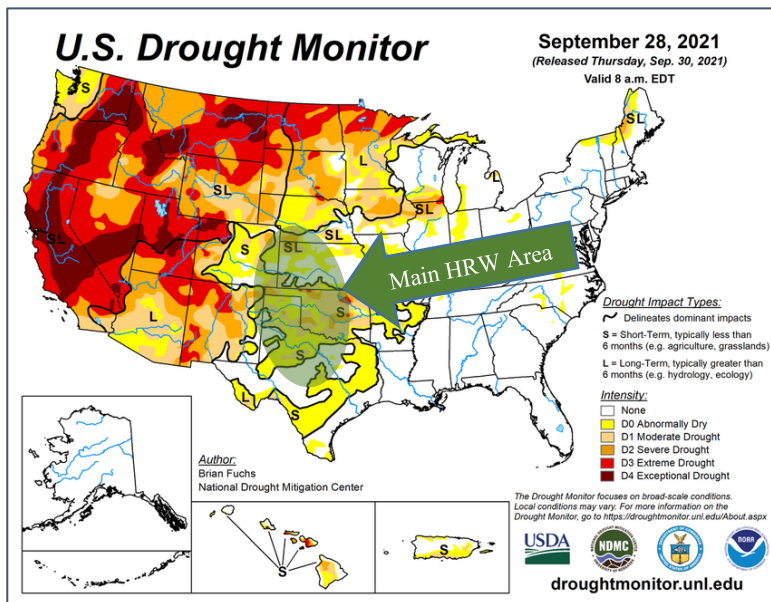 U.S. Drought Monitor
September 28, 2021
(Released Thursday, Sep. 30, 2021)
Valid 8 a.m. EDT
S
SL
L
L
SL
SL
SL
S
SL
SL
Main HRW Area
L
S
S
L
S
Drought Impact Types:
Delineates dominant impacts
S = Short-Term, typically less than
6 months (e.g. agriculture, grasslands)
L = Long-Term, typically greater than
6 months (e.g. hydrology, ecology)
Intensity:
None
D0 Abnormally Dry
D1 Moderate Drought
D2 Severe Drought
D3 Extreme Drought
D4 Exceptional Drought
Author:
Brian Fuchs
National Drought Mitigation Center
S
S
The Drought Monitor focuses on broad-scale conditions.
Local conditions may vary. For more information on the
Drought Monitor, go to https://droughtmonitor.unl.edu/About.aspx
USDA
NDMC
NOAA
droughtmonitor.unl.edu